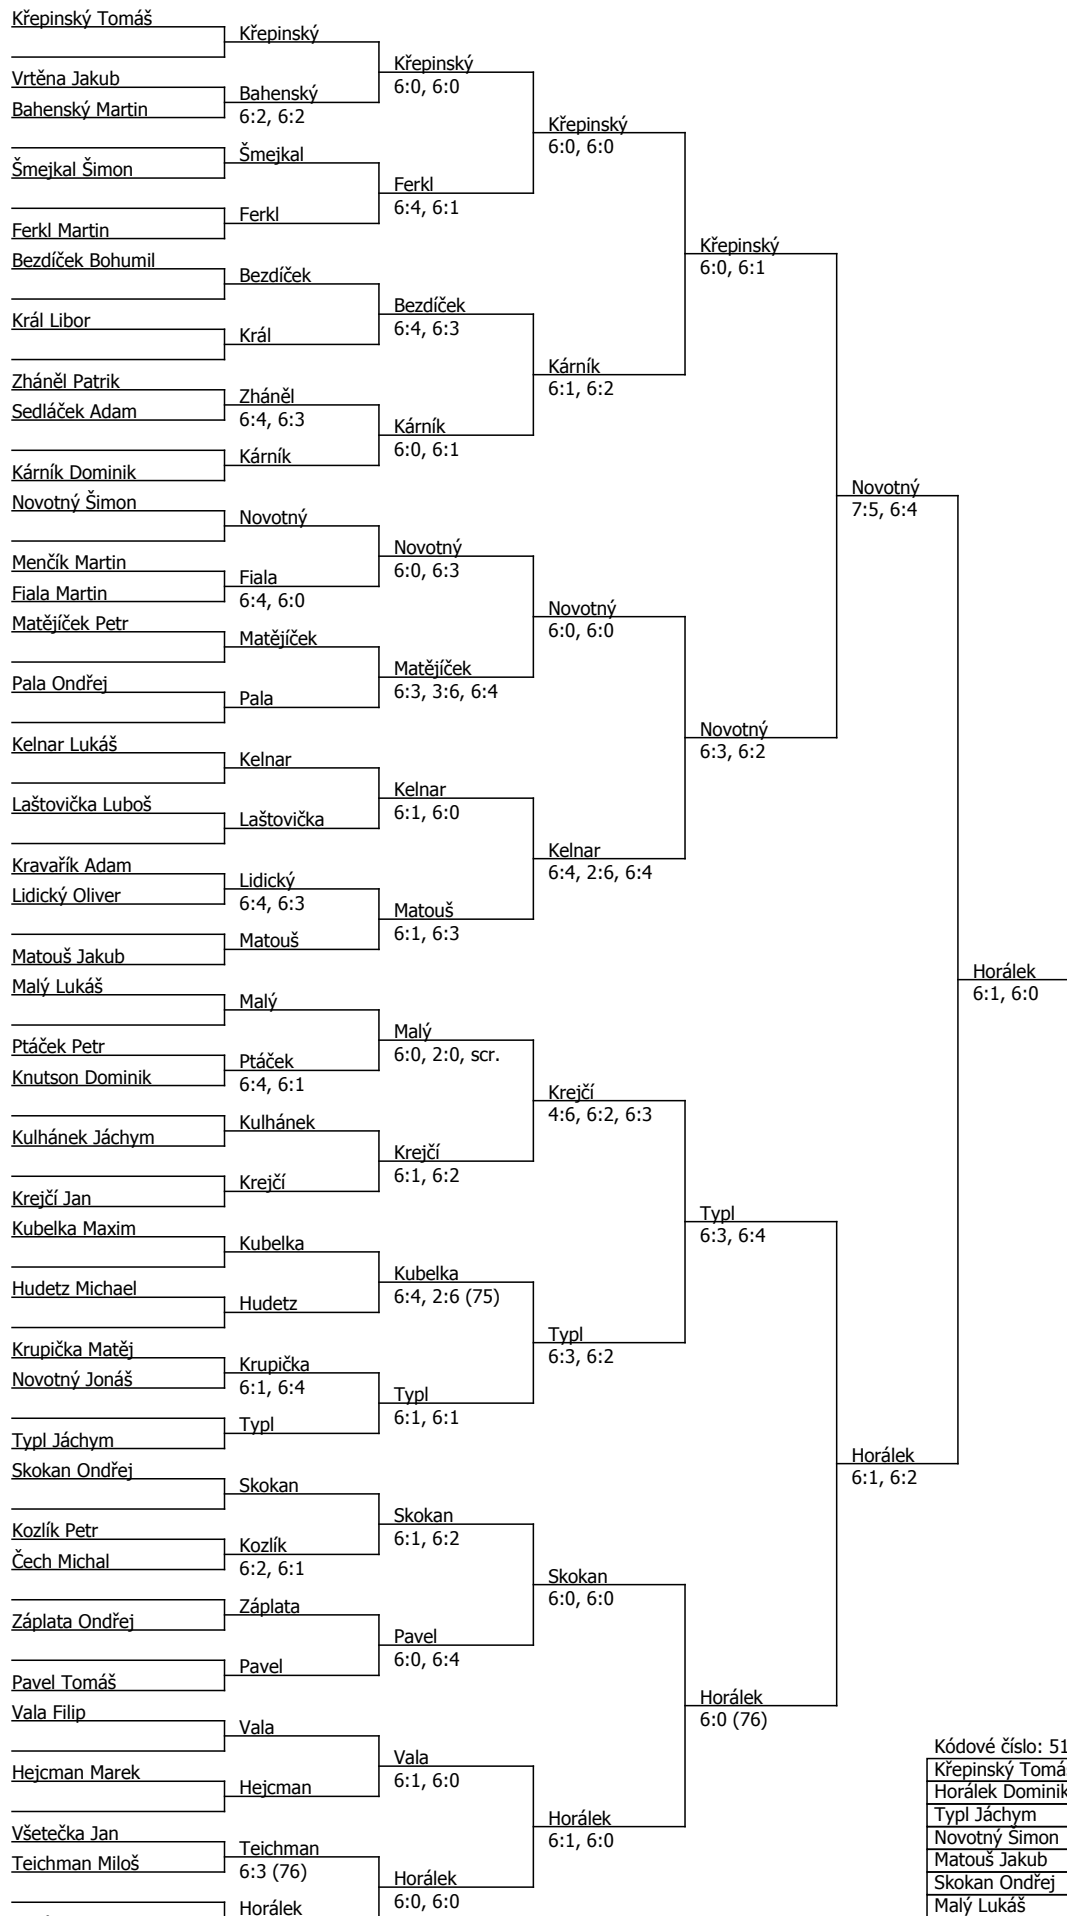 Křepinský Tomáš
Křepinský
Křepinský
6:0, 6:0
Vrtěna Jakub
Bahenský Martin
Bahenský
6:2, 6:2
Křepinský
6:0, 6:0
Šmejkal Šimon
Šmejkal
Ferkl
6:4, 6:1
Ferkl Martin
Ferkl
Křepinský
6:0, 6:1
Bezdíček Bohumil
Bezdíček
Bezdíček
6:4, 6:3
Král Libor
Král
Kárník
6:1, 6:2
Zháněl Patrik
Sedláček Adam
Zháněl
6:4, 6:3
Kárník
6:0, 6:1
Kárník Dominik
Kárník
Novotný
7:5, 6:4
Novotný Šimon
Novotný
Novotný
6:0, 6:3
Menčík Martin
Fiala Martin
Fiala
6:4, 6:0
Novotný
6:0, 6:0
Matějíček Petr
Matějíček
Matějíček
6:3, 3:6, 6:4
Pala Ondřej
Pala
Novotný
6:3, 6:2
Kelnar Lukáš
Kelnar
Kelnar
6:1, 6:0
Laštovička Luboš
Laštovička
Kelnar
6:4, 2:6, 6:4
Kravařík Adam
Lidický Oliver
Lidický
6:4, 6:3
Matouš
6:1, 6:3
Matouš Jakub
Matouš
Horálek
6:1, 6:0
Malý Lukáš
Malý
Malý
6:0, 2:0, scr.
Ptáček Petr
Knutson Dominik
Ptáček
6:4, 6:1
Krejčí
4:6, 6:2, 6:3
Kulhánek Jáchym
Kulhánek
Krejčí
6:1, 6:2
Krejčí Jan
Krejčí
Typl
6:3, 6:4
Kubelka Maxim
Kubelka
Kubelka
6:4, 2:6 (75)
Hudetz Michael
Hudetz
Typl
6:3, 6:2
Krupička Matěj
Novotný Jonáš
Krupička
6:1, 6:4
Typl
6:1, 6:1
Typl Jáchym
Typl
Horálek
6:1, 6:2
Skokan Ondřej
Skokan
Skokan
6:1, 6:2
Kozlík Petr
Čech Michal
Kozlík
6:2, 6:1
Skokan
6:0, 6:0
Záplata Ondřej
Záplata
Pavel
6:0, 6:4
Pavel Tomáš
Pavel
Horálek
6:0 (76)
Vala Filip
Vala
Vala
6:1, 6:0
Hejcman Marek
Hejcman
Horálek
6:1, 6:0
Všetečka Jan
Teichman Miloš
Teichman
6:3 (76)
Horálek
6:0, 6:0
Horálek
Kódové číslo: 51
Křepinský Tomáš
Horálek Dominik
Typl Jáchym
Novotný Šimon
Matouš Jakub
Skokan Ondřej
Malý Lukáš